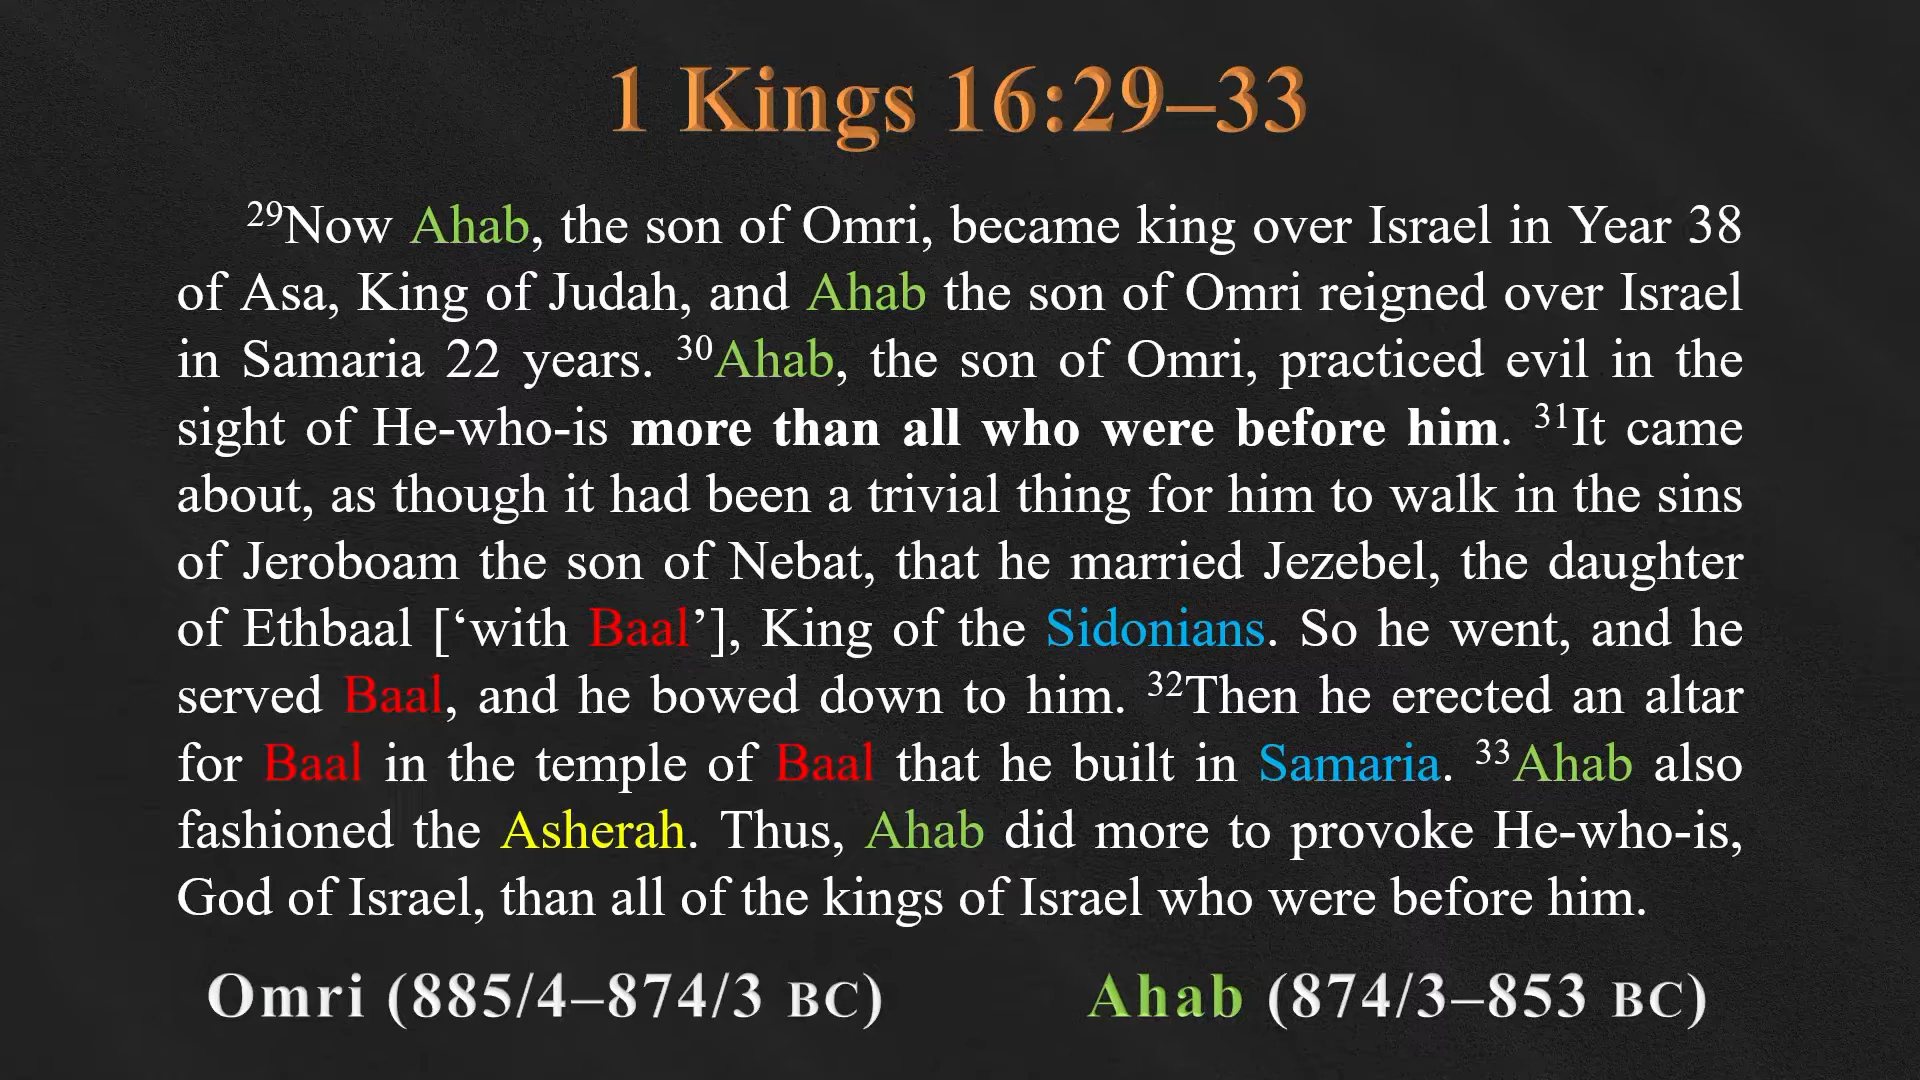 1 Kings 16:29–33
²⁹Now Ahab, the son of Omri, became king over Israel in Year 38
of Asa, King of Judah, and Ahab the son of Omri reigned over Israel
in Samaria 22 years. ³⁰Ahab, the son of Omri, practiced evil in the
sight of He-who-is more than all who were before him. ³¹It came
about, as though it had been a trivial thing for him to walk in the sins
of Jeroboam the son of Nebat, that he married Jezebel, the daughter
of Ethbaal [‘with Baal’], King of the Sidonians. So he went, and he
served Baal, and he bowed down to him. ³²Then he erected an altar
for Baal in the temple of Baal that he built in Samaria. ³³Ahab also
fashioned the Asherah. Thus, Ahab did more to provoke He-who-is,
God of Israel, than all of the kings of Israel who were before him.
Omri (885/4–874/3 BC) Ahab (874/3–853 BC)